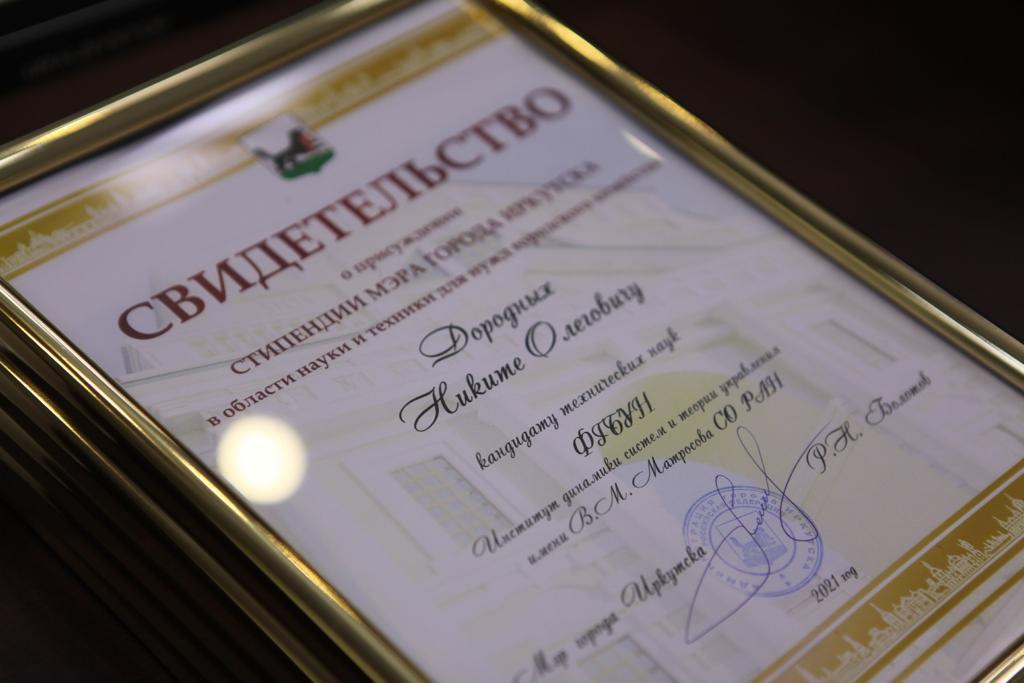 СВИДЕТЕЛЬСТВО
о присуждении
СТИПЕНДИИ МЭРА ГОРОДА ИРКУТСКА
в области науки и техники для нужд городского хозяйства
Дородных
Никите Олеговичу
кандидату технических наук
ФГБУН
Институт динамики систем и теории управления
имени В.М. Матросова СО РАН
Мэр города Иркутска
Р.Н. Болотов
2021 год